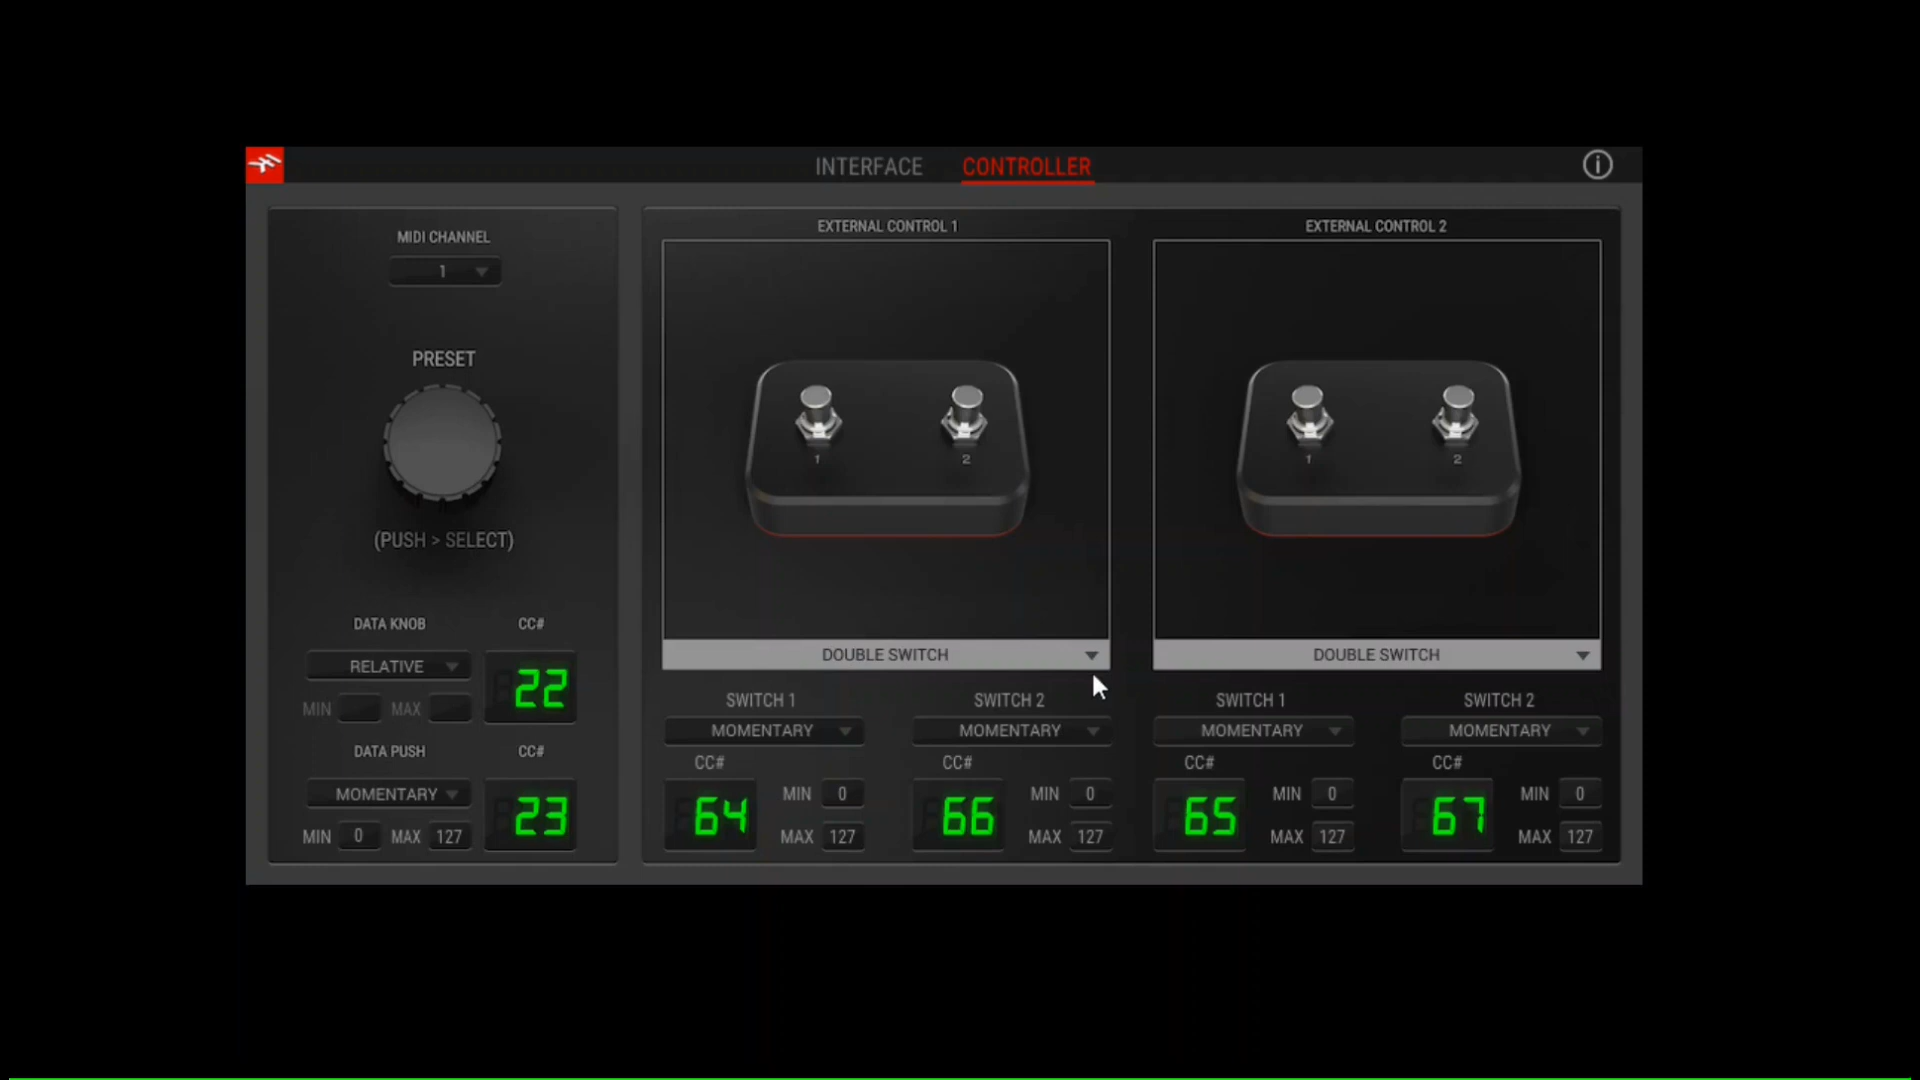 INTERFACE CONTROLLER
MIDI CHANNEL
1
PRESET
(PUSH > SELECT)
DATA KNOB CC#
RELATIVE 22
MIN MAX
DATA PUSH CC#
MOMENTARY 23
MIN 0 MAX 127
EXTERNAL CONTROL 1
1 2
DOUBLE SWITCH
SWITCH 1
MOMENTARY
CC#
64
MIN 0
MAX 127
SWITCH 2
MOMENTARY
CC#
66
MIN 0
MAX 127
EXTERNAL CONTROL 2
1 2
DOUBLE SWITCH
SWITCH 1
MOMENTARY
CC#
65
MIN 0
MAX 127
SWITCH 2
MOMENTARY
CC#
67
MIN 0
MAX 127